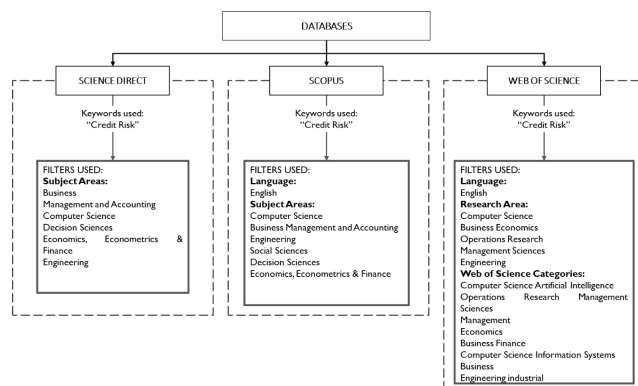 DATABASES
SCIENCE DIRECT
Keywords used:
"Credit Risk"
FILTERS USED:
Subject Areas:
Business
Management and Accounting
Computer Science
Decision Sciences
Economics, Econometrics &
Finance
Engineering
SCOPUS
Keywords used:
"Credit Risk"
FILTERS USED:
Language:
English
Subject Areas:
Computer Science
Business Management and Accounting
Engineering
Social Sciences
Decision Sciences
Economics, Econometrics & Finance
WEB OF SCIENCE
Keywords used:
"Credit Risk"
FILTERS USED:
Language:
English
Research Area:
Computer Science
Business Economics
Operations Research
Management Sciences
Engineering
Web of Science Categories:
Computer Science Artificial Intelligence
Operations Research Management
Sciences
Management
Economics
Business Finance
Computer Science Information Systems
Business
Engineering industrial